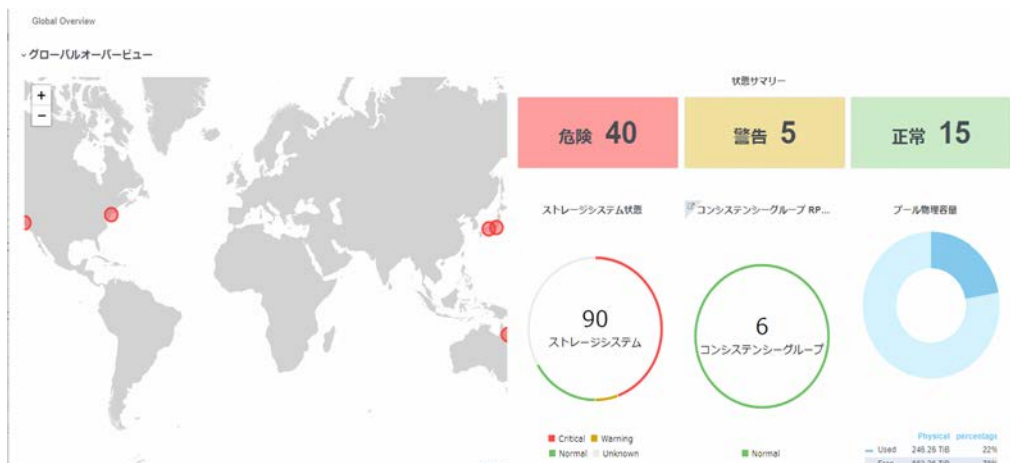 Global Overview
グローバルオーバービュー
+
−
状態サマリー
危険 40
警告 5
正常 15
ストレージシステム状態
コンシステンシーグループ RP...
プール物理容量
90
ストレージシステム
6
コンシステンシーグループ
Critical Warning
Normal Unknown
Normal
Physical percentage
Used 246.26 TiB 22%